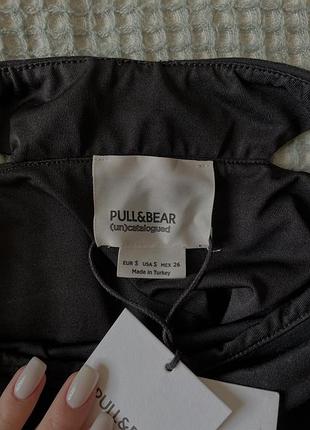 PULL&BEAR
(un)catalogued
EUR S USA S MEX 26
Made in Turkey
PULL&BEAR